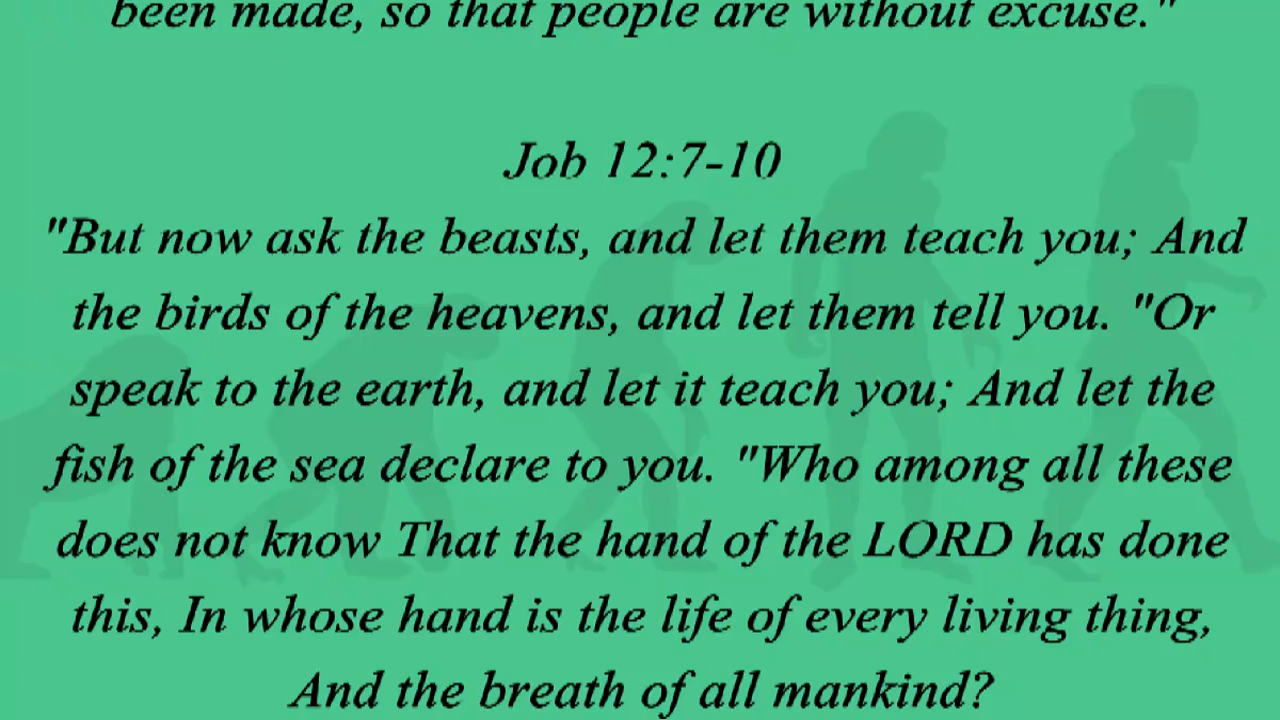 been made, so that people are without excuse."
Job 12:7-10
"But now ask the beasts, and let them teach you; And
the birds of the heavens, and let them tell you. "Or
speak to the earth, and let it teach you; And let the
fish of the sea declare to you. "Who among all these
does not know That the hand of the LORD has done
this, In whose hand is the life of every living thing,
And the breath of all mankind?